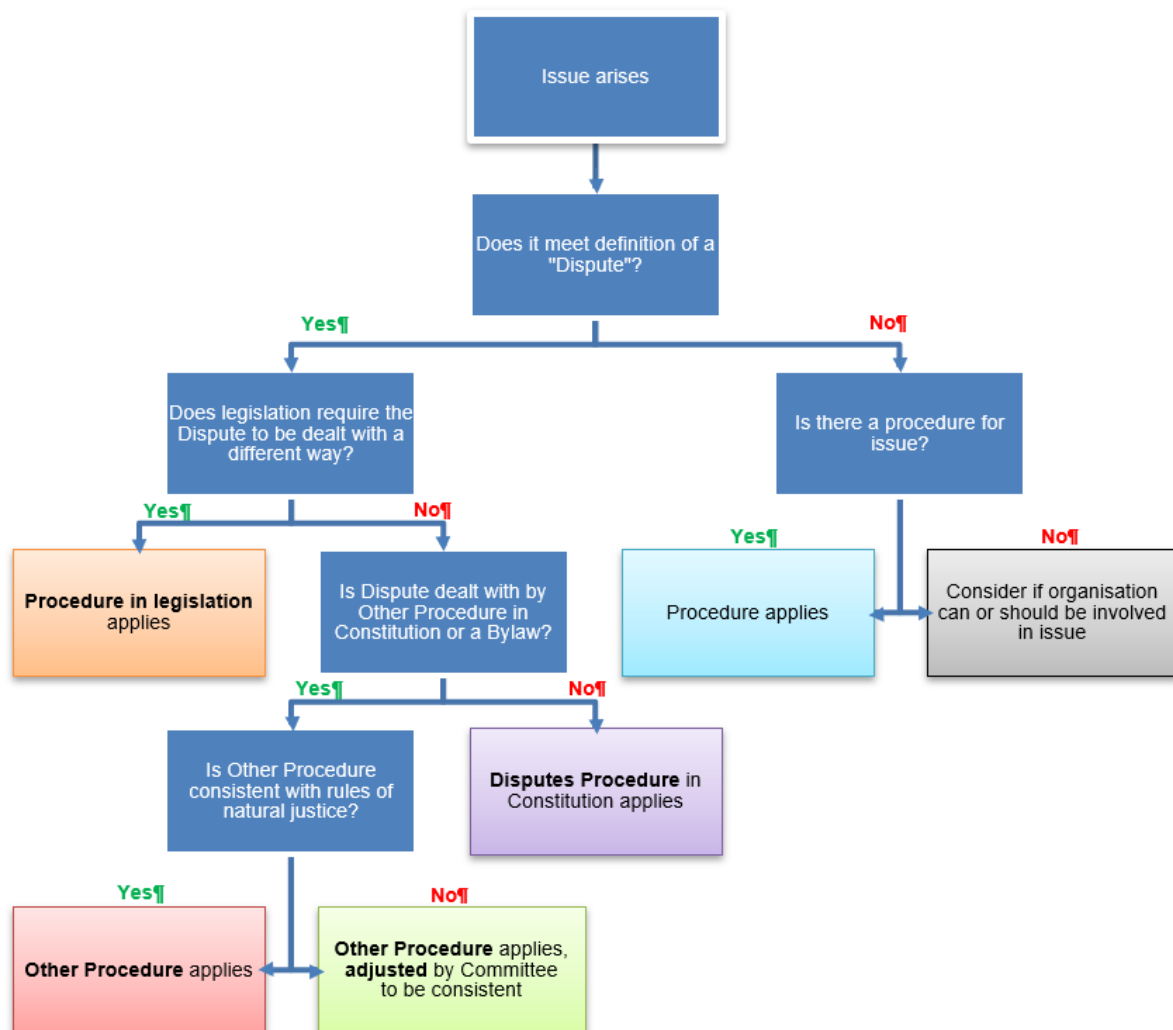 Issue arises
Does it meet definition of a
"Dispute"?
Yes¶
No¶
Does legislation require the
Dispute to be dealt with a
different way?
Is there a procedure for
issue?
Yes¶
No¶
Yes¶
No¶
Procedure in legislation
applies
Is Dispute dealt with by
Other Procedure in
Constitution or a Bylaw?
Procedure applies
Consider if organisation
can or should be involved
in issue
Yes¶
No¶
Is Other Procedure
consistent with rules of
natural justice?
Disputes Procedure in
Constitution applies
Yes¶
No¶
Other Procedure applies
Other Procedure applies,
adjusted by Committee
to be consistent